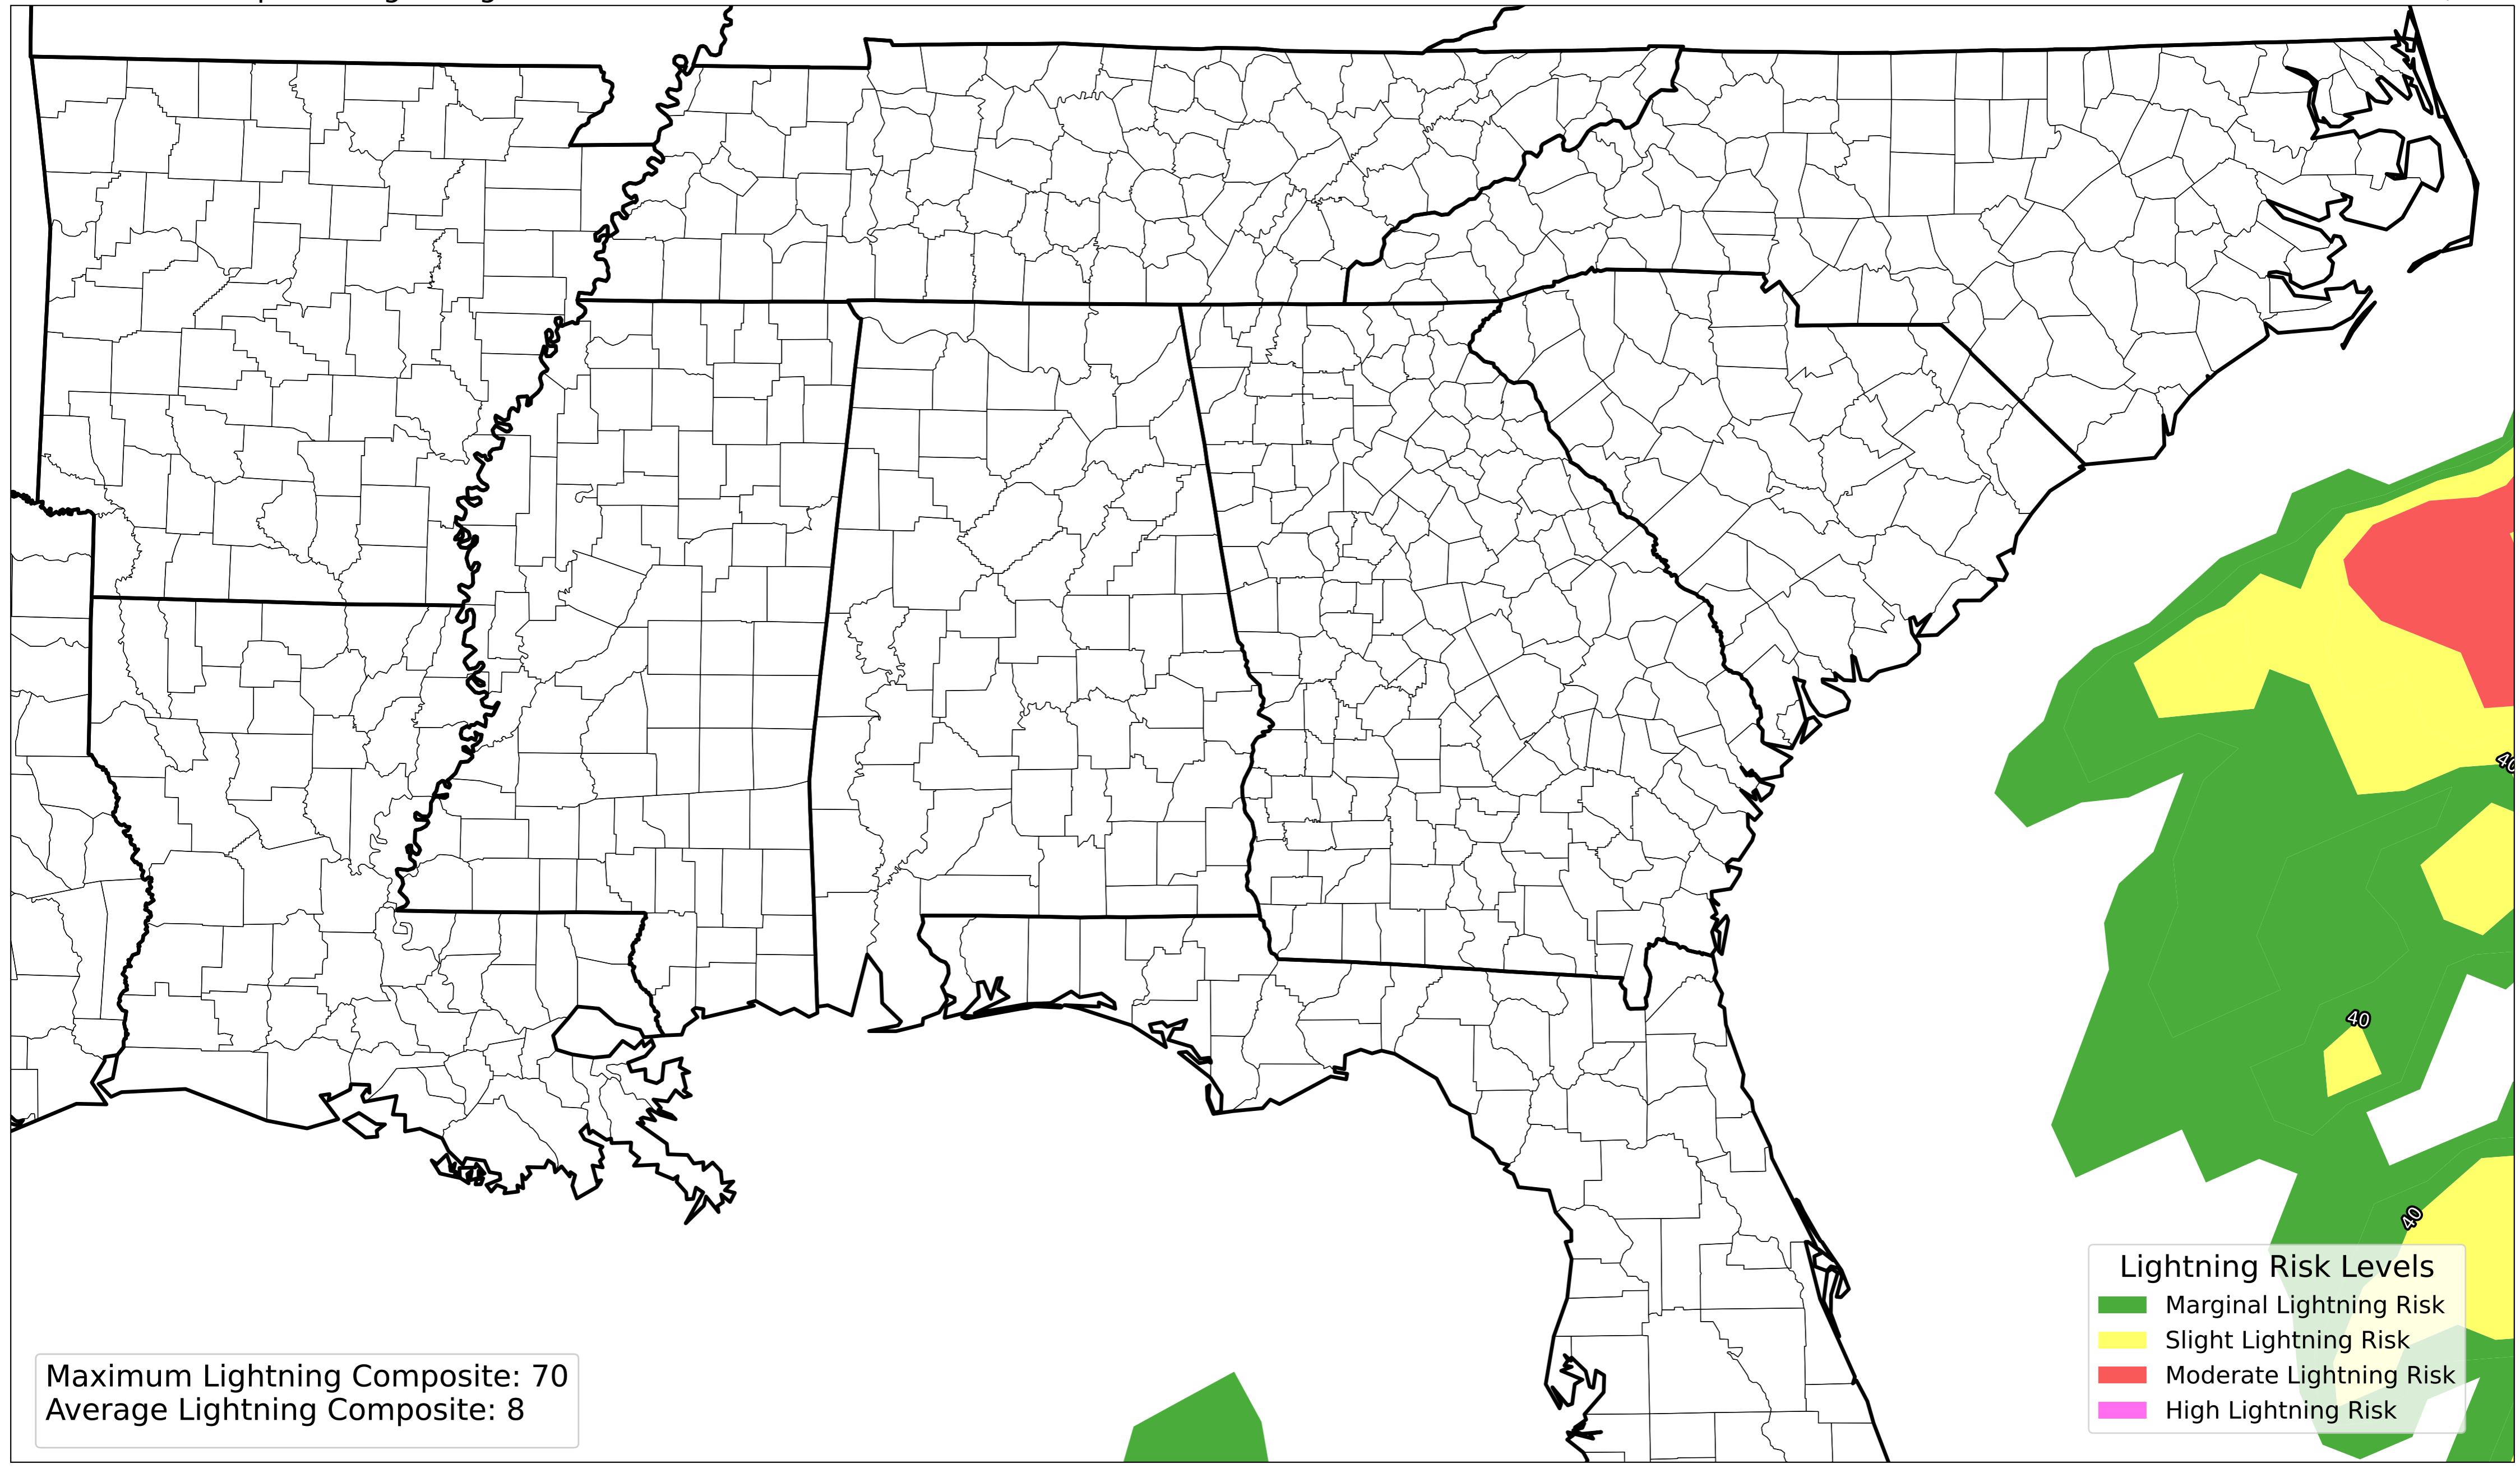 40
40
40
Lightning Risk Levels
Marginal Lightning Risk
Slight Lightning Risk
Moderate Lightning Risk
High Lightning Risk
Maximum Lightning Composite: 70
Average Lightning Composite: 8